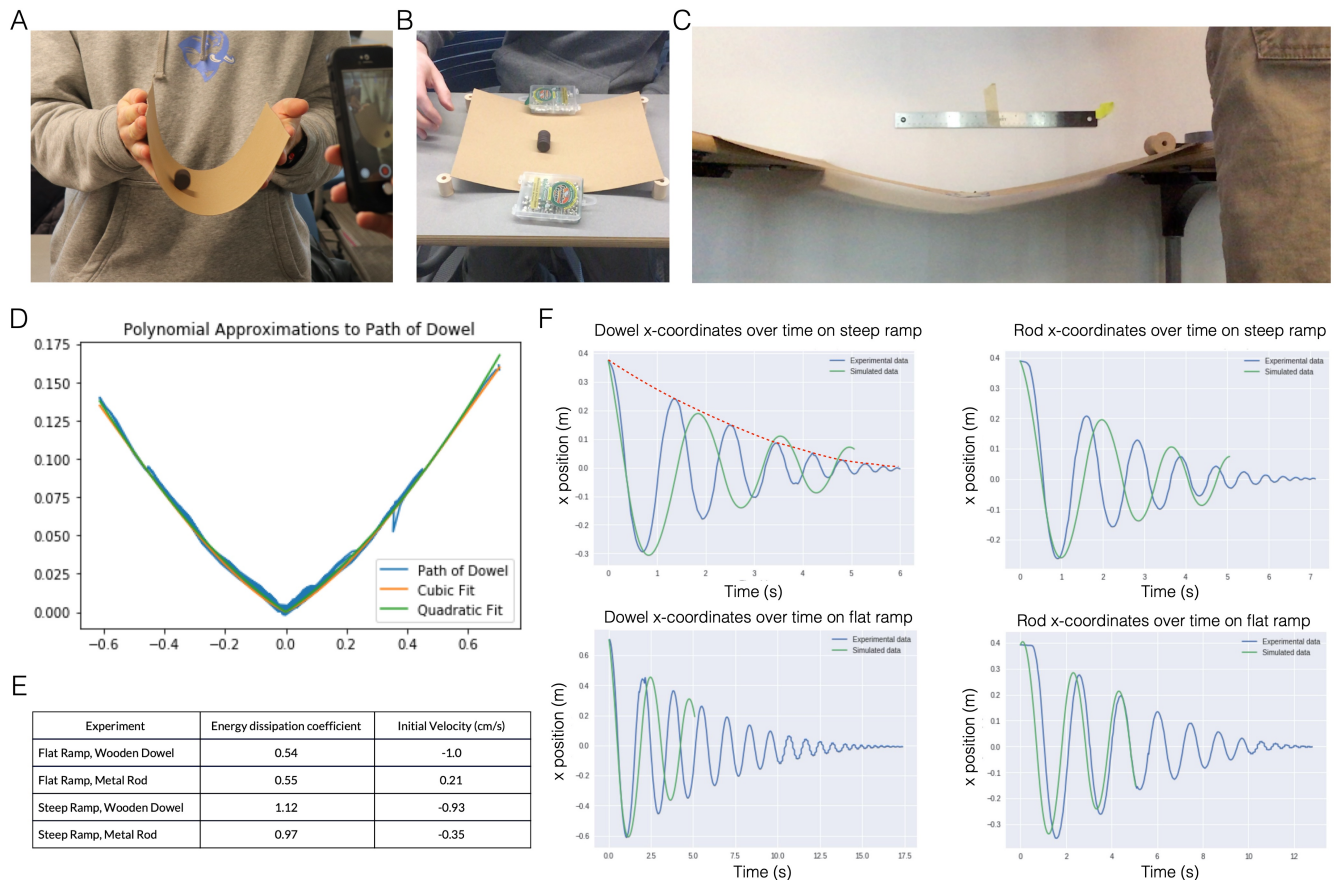 A
B
C
D
Polynomial Approximations to Path of Dowel
0.175
0.150
0.125
0.100
0.075
0.050
0.025
0.000
−0.6
−0.4
−0.2
0.0
0.2
0.4
0.6
Path of Dowel
Cubic Fit
Quadratic Fit
E
Experiment Energy dissipation coefficient Initial Velocity (cm/s)
Flat Ramp, Wooden Dowel 0.54 -1.0
Flat Ramp, Metal Rod 0.55 0.21
Steep Ramp, Wooden Dowel 1.12 -0.93
Steep Ramp, Metal Rod 0.97 -0.35
F
Dowel x-coordinates over time on steep ramp
Experimental data
Simulated data
x position (m)
0.4
0.3
0.2
0.1
0.0
−0.1
−0.2
−0.3
0 1 2 3 4 5 6
Time (s)
Rod x-coordinates over time on steep ramp
Experimental data
Simulated data
x position (m)
0.4
0.3
0.2
0.1
0.0
−0.1
−0.2
0 1 2 3 4 5 6 7
Time (s)
Dowel x-coordinates over time on flat ramp
Experimental data
Simulated data
x position (m)
0.6
0.4
0.2
0.0
−0.2
−0.4
−0.6
0.0 2.5 5.0 7.5 10.0 12.5 15.0 17.5
Time (s)
Rod x-coordinates over time on flat ramp
Experimental data
Simulated data
x position (m)
0.4
0.3
0.2
0.1
0.0
−0.1
−0.2
−0.3
0 2 4 6 8 10 12
Time (s)